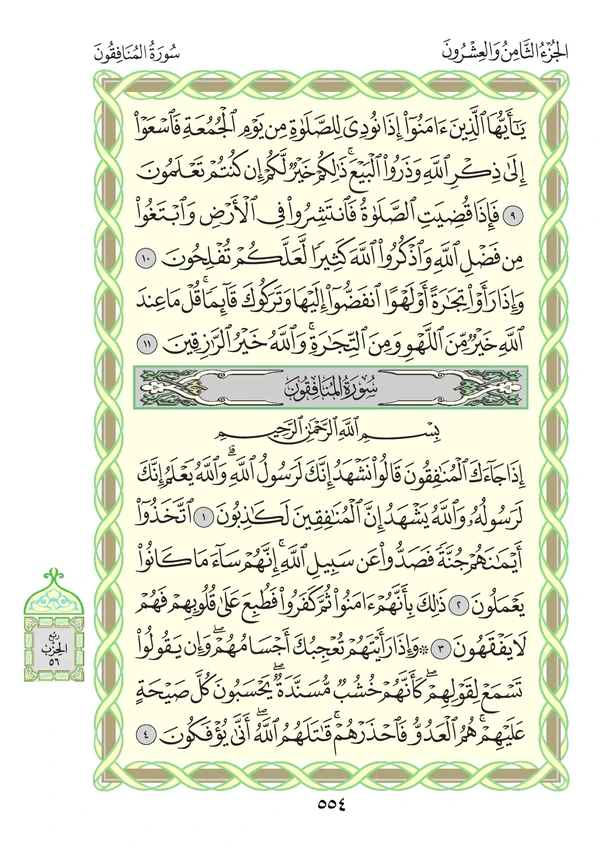 الجُزْءُ الثَّامِنُ وَالعِشْرُونَ
سُورَةُ المُنَافِقُونَ
يَٰٓأَيُّهَا ٱلَّذِينَ ءَامَنُوٓا۟ إِذَا نُودِىَ لِلصَّلَوٰةِ مِن يَوْمِ ٱلْجُمُعَةِ فَٱسْعَوْا۟
إِلَىٰ ذِكْرِ ٱللَّهِ وَذَرُوا۟ ٱلْبَيْعَ ۚ ذَٰلِكُمْ خَيْرٌ لَّكُمْ إِن كُنتُمْ تَعْلَمُونَ
٩ فَإِذَا قُضِيَتِ ٱلصَّلَوٰةُ فَٱنتَشِرُوا۟ فِى ٱلْأَرْضِ وَٱبْتَغُوا۟
مِن فَضْلِ ٱللَّهِ وَٱذْكُرُوا۟ ٱللَّهَ كَثِيرًا لَّعَلَّكُمْ تُفْلِحُونَ ١٠
وَإِذَا رَأَوْا۟ تِجَٰرَةً أَوْ لَهْوًا ٱنفَضُّوٓا۟ إِلَيْهَا وَتَرَكُوكَ قَآئِمًا ۚ قُلْ مَا عِندَ
ٱللَّهِ خَيْرٌ مِّنَ ٱللَّهْوِ وَمِنَ ٱلتِّجَٰرَةِ ۚ وَٱللَّهُ خَيْرُ ٱلرَّٰزِقِينَ ١١
سُورَةُ المُنَافِقُونَ
بِسْمِ ٱللَّهِ ٱلرَّحْمَٰنِ ٱلرَّحِيمِ
إِذَا جَآءَكَ ٱلْمُنَٰفِقُونَ قَالُوا۟ نَشْهَدُ إِنَّكَ لَرَسُولُ ٱللَّهِ ۗ وَٱللَّهُ يَعْلَمُ إِنَّكَ
لَرَسُولُهُۥ وَٱللَّهُ يَشْهَدُ إِنَّ ٱلْمُنَٰفِقِينَ لَكَٰذِبُونَ ١ ٱتَّخَذُوٓا۟
أَيْمَٰنَهُمْ جُنَّةً فَصَدُّوا۟ عَن سَبِيلِ ٱللَّهِ ۚ إِنَّهُمْ سَآءَ مَا كَانُوا۟
يَعْمَلُونَ ٢ ذَٰلِكَ بِأَنَّهُمْ ءَامَنُوا۟ ثُمَّ كَفَرُوا۟ فَطُبِعَ عَلَىٰ قُلُوبِهِمْ فَهُمْ
لَا يَفْقَهُونَ ٣ ۞ وَإِذَا رَأَيْتَهُمْ تُعْجِبُكَ أَجْسَامُهُمْ ۖ وَإِن يَقُولُوا۟
تَسْمَعْ لِقَوْلِهِمْ ۖ كَأَنَّهُمْ خُشُبٌ مُّسَنَّدَةٌ ۖ يَحْسَبُونَ كُلَّ صَيْحَةٍ
عَلَيْهِمْ ۚ هُمُ ٱلْعَدُوُّ فَٱحْذَرْهُمْ ۚ قَٰتَلَهُمُ ٱللَّهُ ۖ أَنَّىٰ يُؤْفَكُونَ ٤
ربع
الحزب
٥٦
٥٥٤